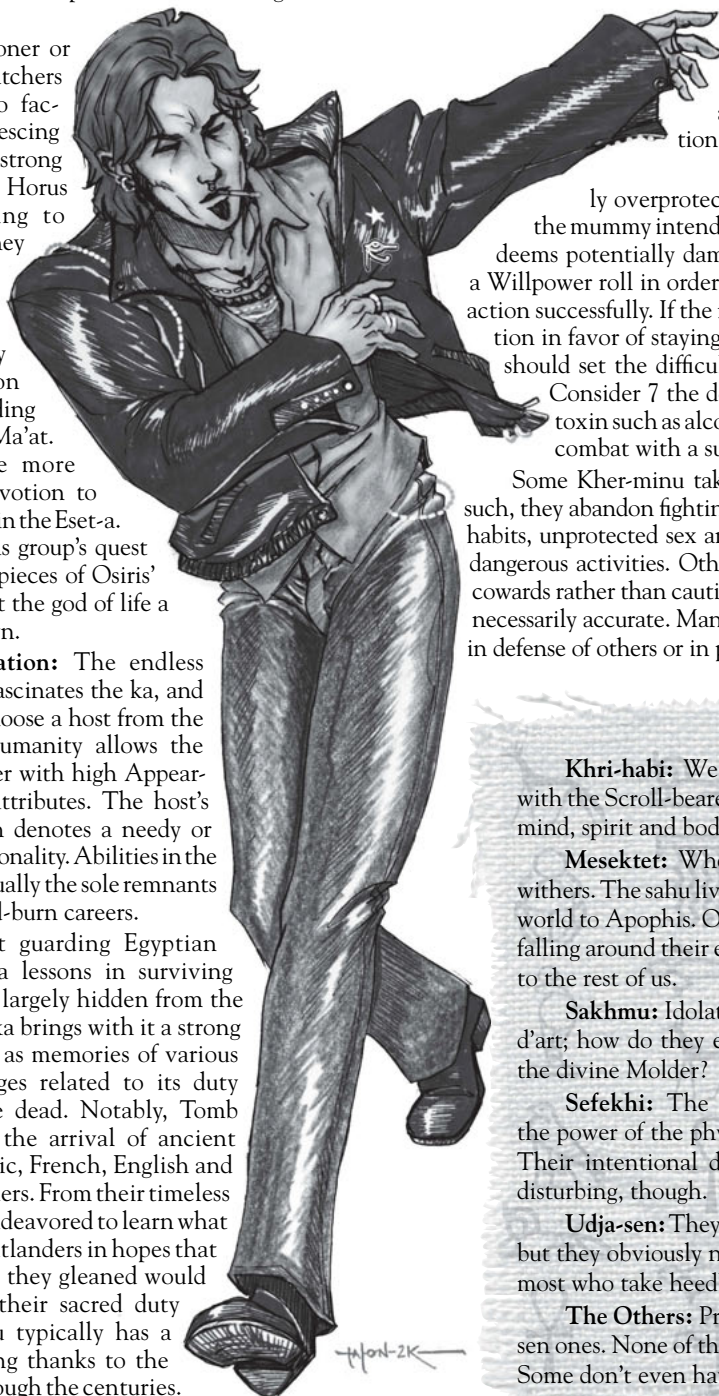 oner or
tchers
o fac-
escing
strong
Horus
ng to
ey
y
on
ling
Ma'at.
e more
votion to
in the Eset-a.
s group's quest
pieces of Osiris'
t the god of life a
n.
ation: The endless
ascinates the ka, and
hoose a host from the
umanity allows the
er with high Appear-
ttributes. The host's
n denotes a needy or
onality. Abilities in the
ually the sole remnants
l-burn careers.
t guarding Egyptian
a lessons in surviving
largely hidden from the
ka brings with it a strong
as memories of various
ges related to its duty
e dead. Notably, Tomb
the arrival of ancient
ic, French, English and
ers. From their timeless
deavored to learn what
tlanders in hopes that
they gleaned would
their sacred duty
u typically has a
ng thanks to the
ough the centuries.
tion
ly overprotec
the mummy intend
deems potentially dam
a Willpower roll in order
action successfully. If the
tion in favor of staying
should set the difficul
Consider 7 the d
toxin such as alco
combat with a su
Some Kher-minu tak
such, they abandon fighting
habits, unprotected sex an
dangerous activities. Oth
cowards rather than cauti
necessarily accurate. Man
in defense of others or in p
Khri-habi: We
with the Scroll-beare
mind, spirit and bod
Mesektet: Whe
withers. The sahu liv
world to Apophis. O
falling around their e
to the rest of us.
Sakhmu: Idolat
d'art; how do they e
the divine Molder?
Sefekhi: The
the power of the phy
Their intentional d
disturbing, though.
Udja-sen: They
but they obviously n
most who take heed
The Others: Pr
sen ones. None of th
Some don't even ha